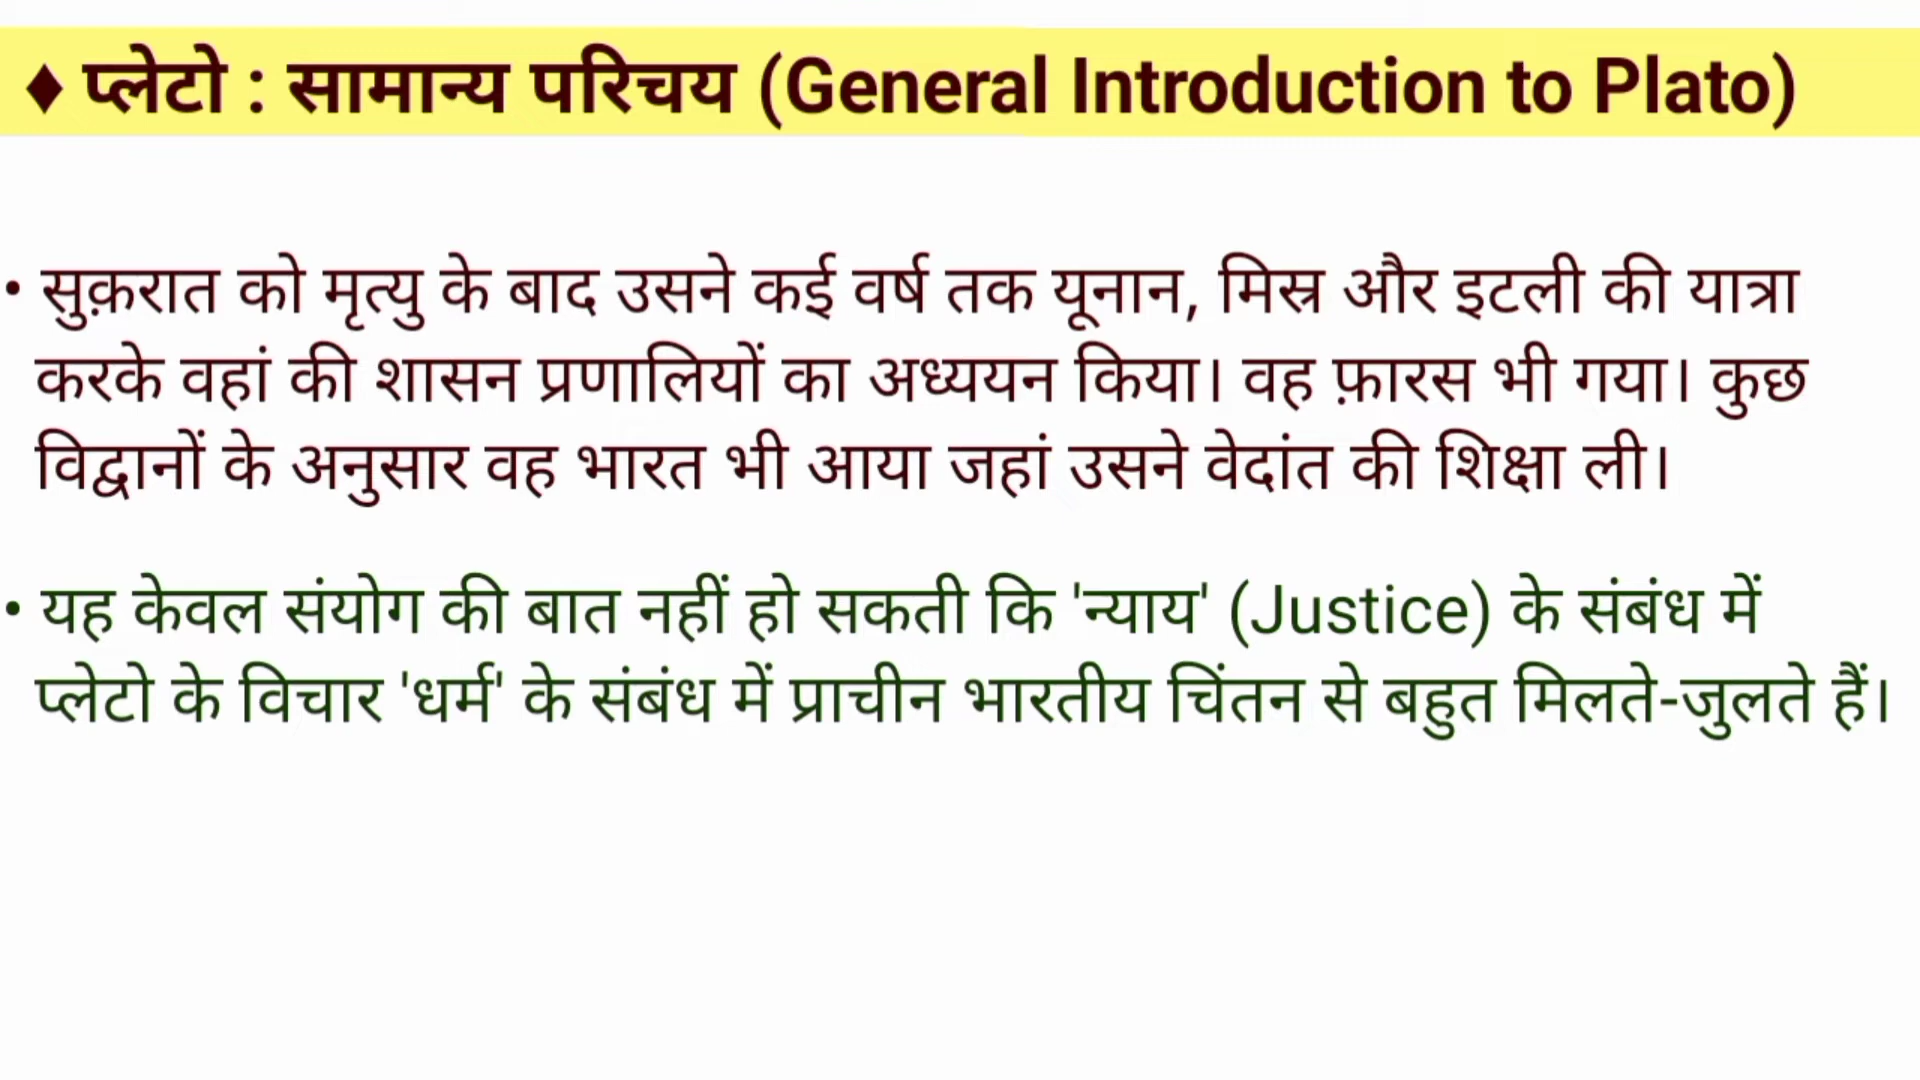 ♦ प्लेटो : सामान्य परिचय (General Introduction to Plato)
• सुक़रात को मृत्यु के बाद उसने कई वर्ष तक यूनान, मिस्र और इटली की यात्रा
करके वहां की शासन प्रणालियों का अध्ययन किया। वह फ़ारस भी गया। कुछ
विद्वानों के अनुसार वह भारत भी आया जहां उसने वेदांत की शिक्षा ली।
• यह केवल संयोग की बात नहीं हो सकती कि 'न्याय' (Justice) के संबंध में
प्लेटो के विचार 'धर्म' के संबंध में प्राचीन भारतीय चिंतन से बहुत मिलते-जुलते हैं।